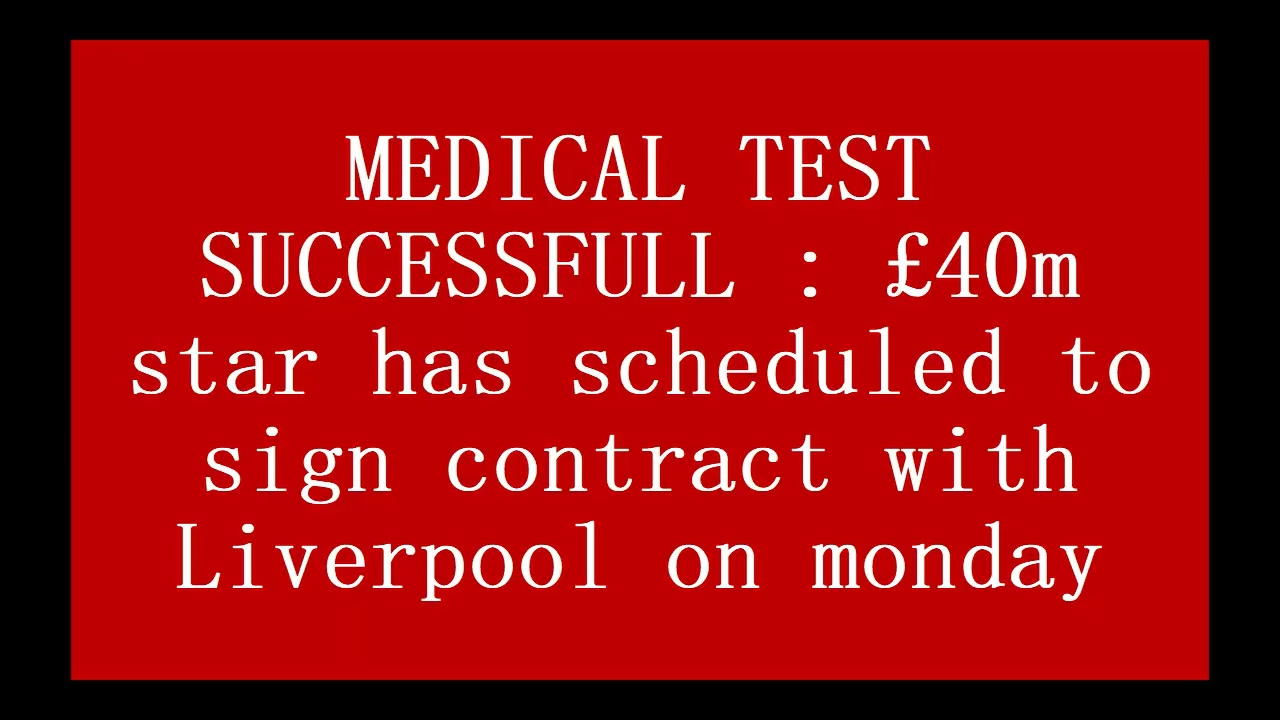 MEDICAL TEST
SUCCESSFULL : £40m
star has scheduled to
sign contract with
Liverpool on monday